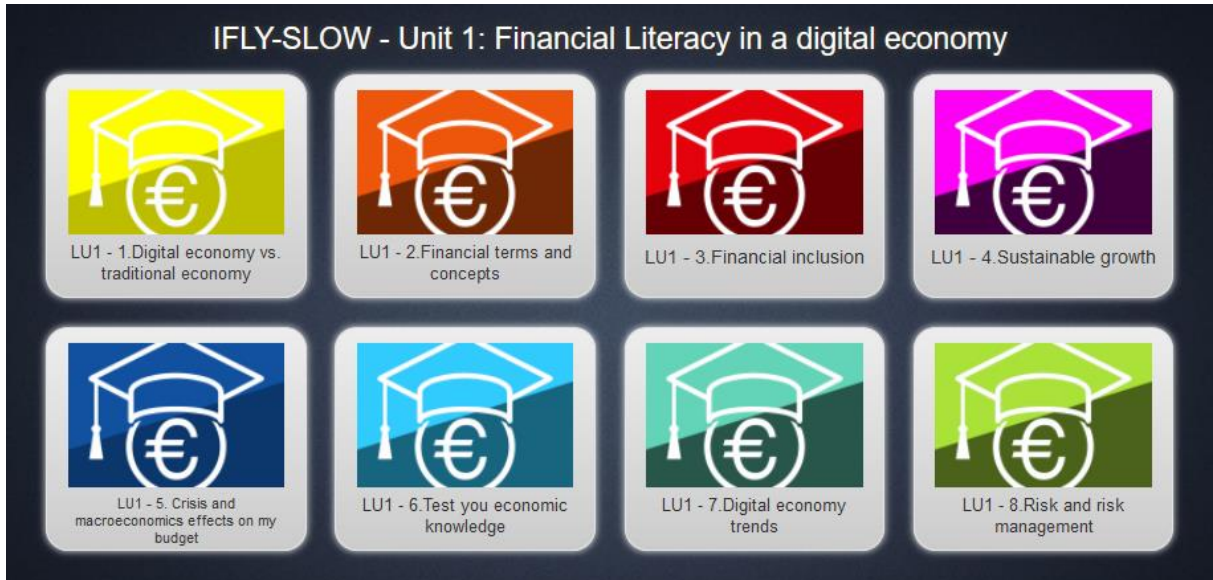 IFLY-SLOW - Unit 1: Financial Literacy in a digital economy
LU1 - 1.Digital economy vs.
traditional economy
LU1 - 2.Financial terms and
concepts
LU1 - 3.Financial inclusion
LU1 - 4.Sustainable growth
LU1 - 5. Crisis and
macroeconomics effects on my
budget
LU1 - 6.Test you economic
knowledge
LU1 - 7.Digital economy
trends
LU1 - 8.Risk and risk
management